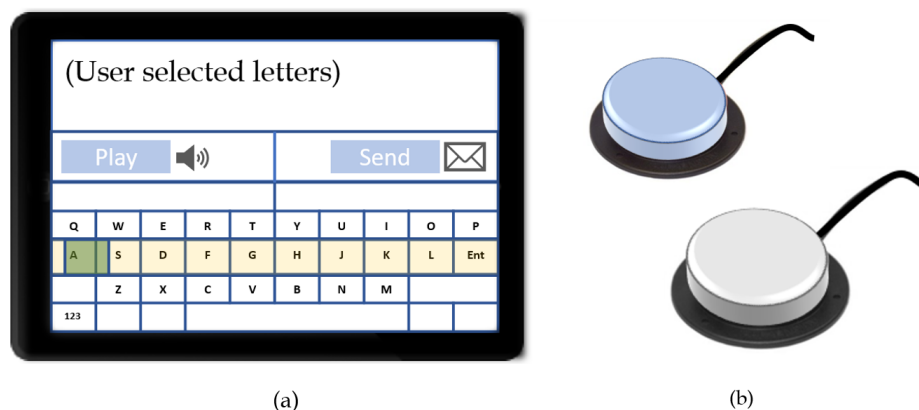 (User selected letters)
Play Send
Q W E R T Y U I O P
A S D F G H J K L Ent
Z X C V B N M
123
(a) (b)